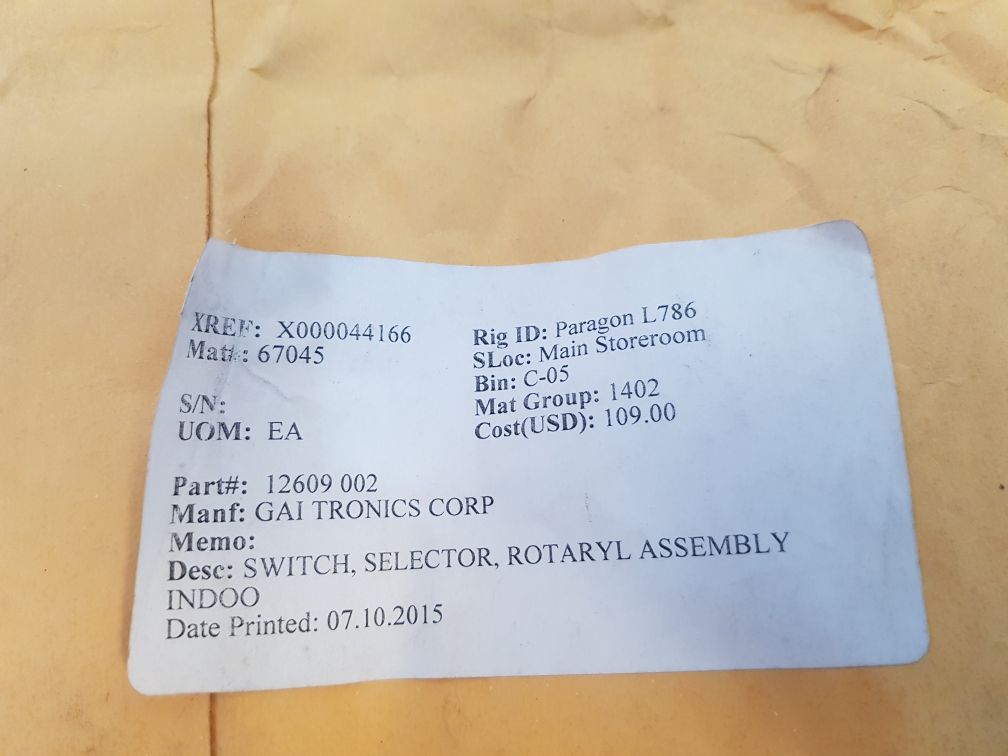 XREF: X000044166
Mat#: 67045
S/N:
UOM: EA
Rig ID: Paragon L786
SLoc: Main Storeroom
Bin: C-05
Mat Group: 1402
Cost(USD): 109.00
Part#: 12609 002
Manf: GAI TRONICS CORP
Memo:
Desc: SWITCH, SELECTOR, ROTARYL ASSEMBLY
INDOO
Date Printed: 07.10.2015